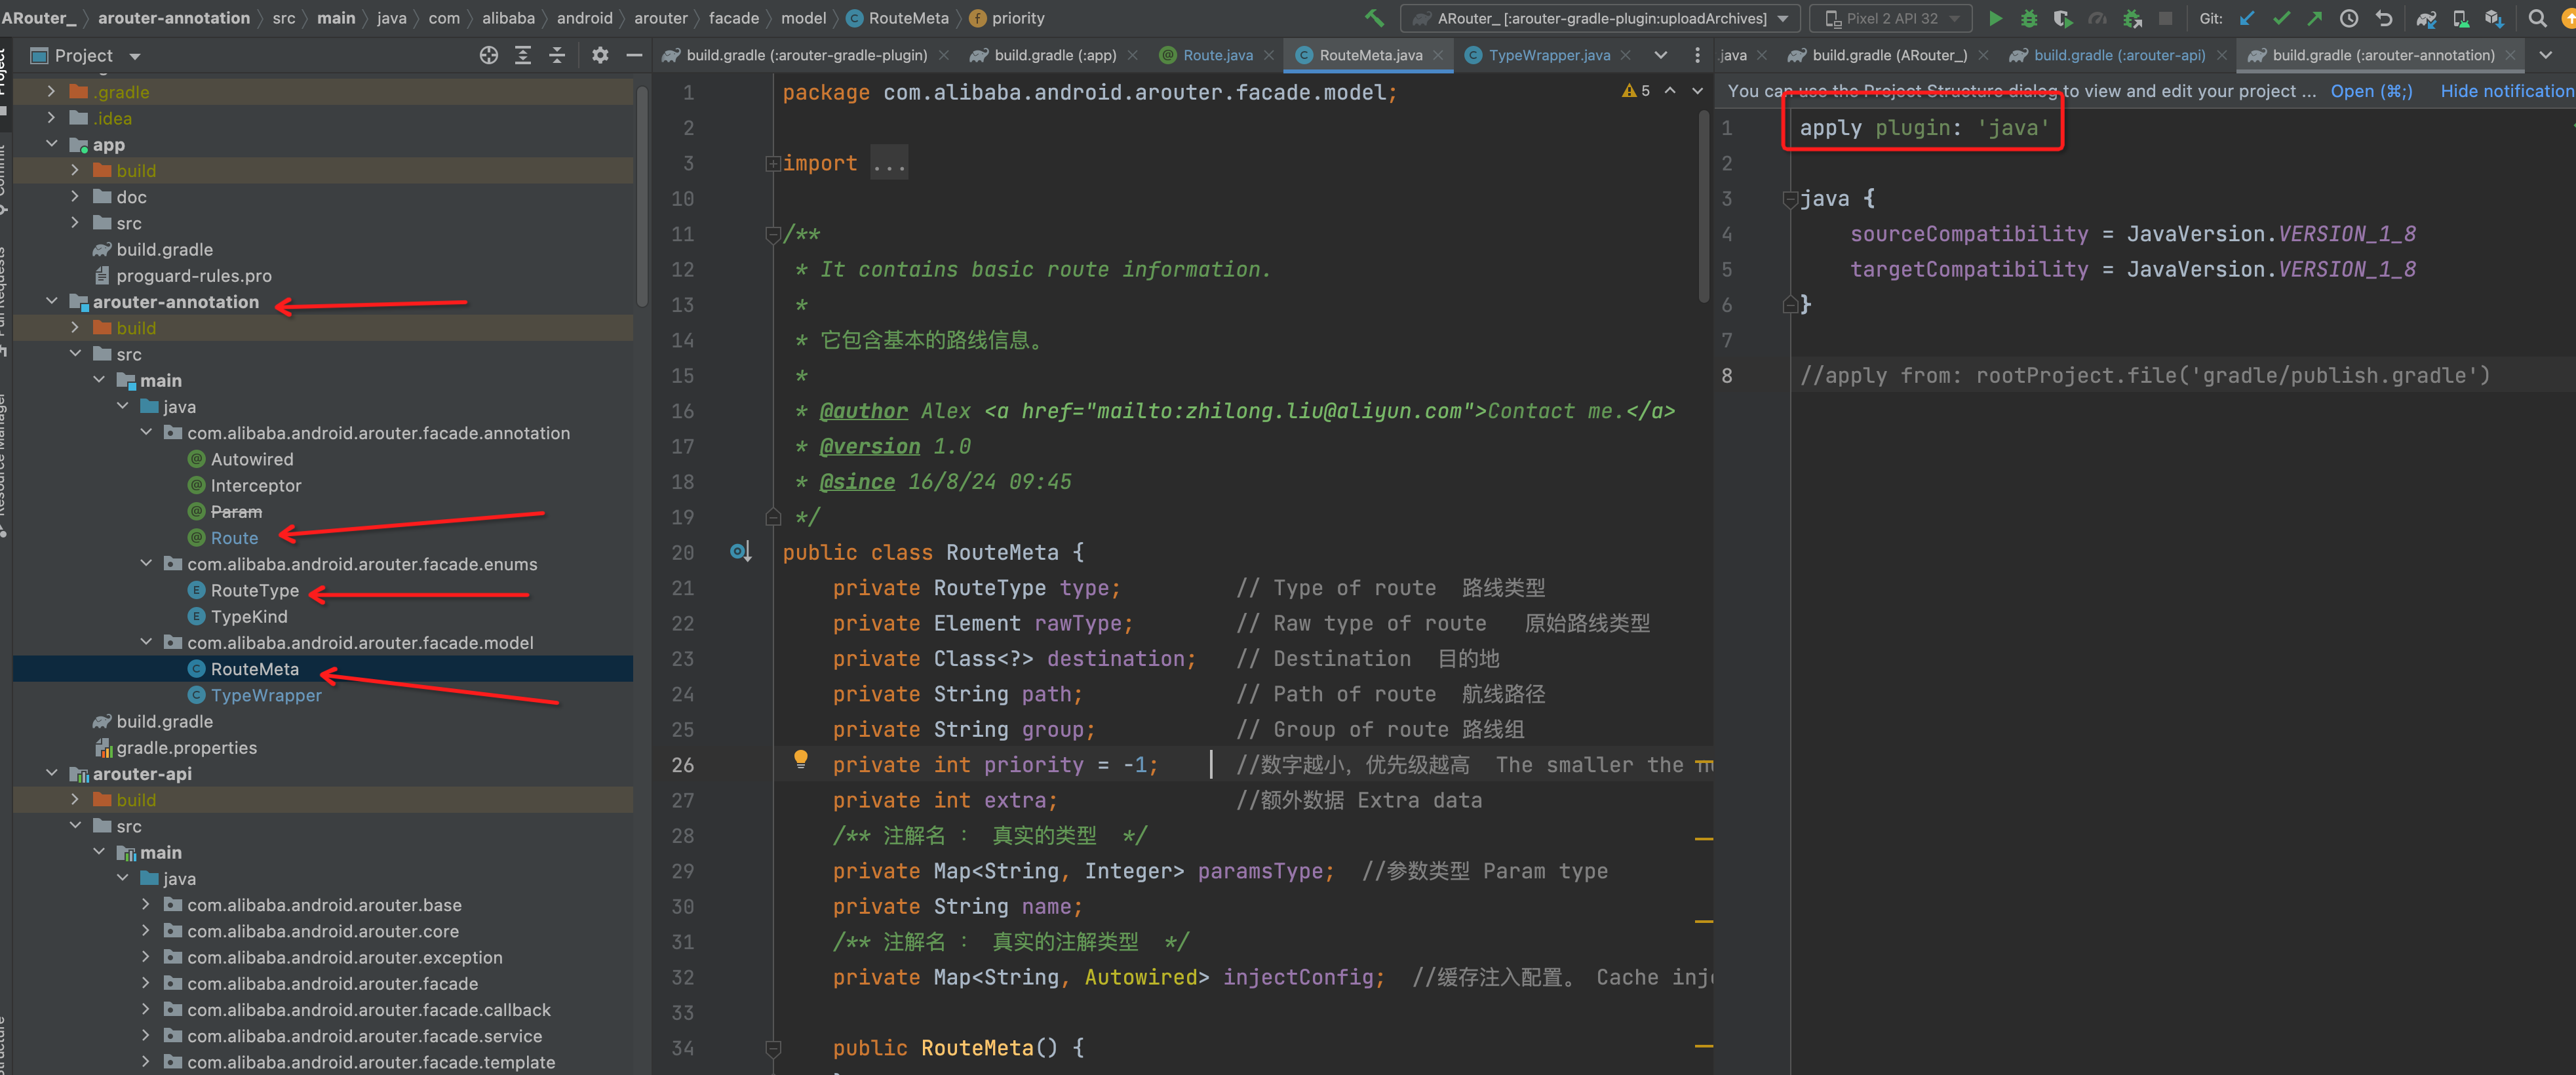 ARouter_ arouter-annotation src main java com alibaba android arouter facade model RouteMeta priority
ARouter_ [:arouter-gradle-plugin:uploadArchives] Pixel 2 API 32 Git:
Project
.gradle
.idea
app
build
doc
src
build.gradle
proguard-rules.pro
arouter-annotation
build
src
main
java
com.alibaba.android.arouter.facade.annotation
Autowired
Interceptor
Param
Route
com.alibaba.android.arouter.facade.enums
RouteType
TypeKind
com.alibaba.android.arouter.facade.model
RouteMeta
TypeWrapper
build.gradle
gradle.properties
arouter-api
build
src
main
java
com.alibaba.android.arouter.base
com.alibaba.android.arouter.core
com.alibaba.android.arouter.exception
com.alibaba.android.arouter.facade
com.alibaba.android.arouter.facade.callback
com.alibaba.android.arouter.facade.service
com.alibaba.android.arouter.facade.template
build.gradle (:arouter-gradle-plugin) build.gradle (:app) Route.java RouteMeta.java TypeWrapper.java
5
1 package com.alibaba.android.arouter.facade.model;
2
3 import ...
10
11 /**
12 * It contains basic route information.
13 *
14 * 它包含基本的路线信息。
15 *
16 * @author Alex <a href="mailto:zhilong.liu@aliyun.com">Contact me.</a>
17 * @version 1.0
18 * @since 16/8/24 09:45
19 */
20 public class RouteMeta {
21 private RouteType type; // Type of route 路线类型
22 private Element rawType; // Raw type of route 原始路线类型
23 private Class<?> destination; // Destination 目的地
24 private String path; // Path of route 航线路径
25 private String group; // Group of route 路线组
26 private int priority = -1; //数字越小，优先级越高 The smaller the
27 private int extra; //额外数据 Extra data
28 /** 注解名 ： 真实的类型 */
29 private Map<String, Integer> paramsType; //参数类型 Param type
30 private String name;
31 /** 注解名 ： 真实的注解类型 */
32 private Map<String, Autowired> injectConfig; //缓存注入配置。 Cache inje
33
34 public RouteMeta() {
.java build.gradle (ARouter_) build.gradle (:arouter-api) build.gradle (:arouter-annotation)
You can use the Project Structure dialog to view and edit your project ... Open (⌘;) Hide notification
1 apply plugin: 'java'
2
3 java {
4 sourceCompatibility = JavaVersion.VERSION_1_8
5 targetCompatibility = JavaVersion.VERSION_1_8
6 }
7
8 //apply from: rootProject.file('gradle/publish.gradle')
Resource Manager